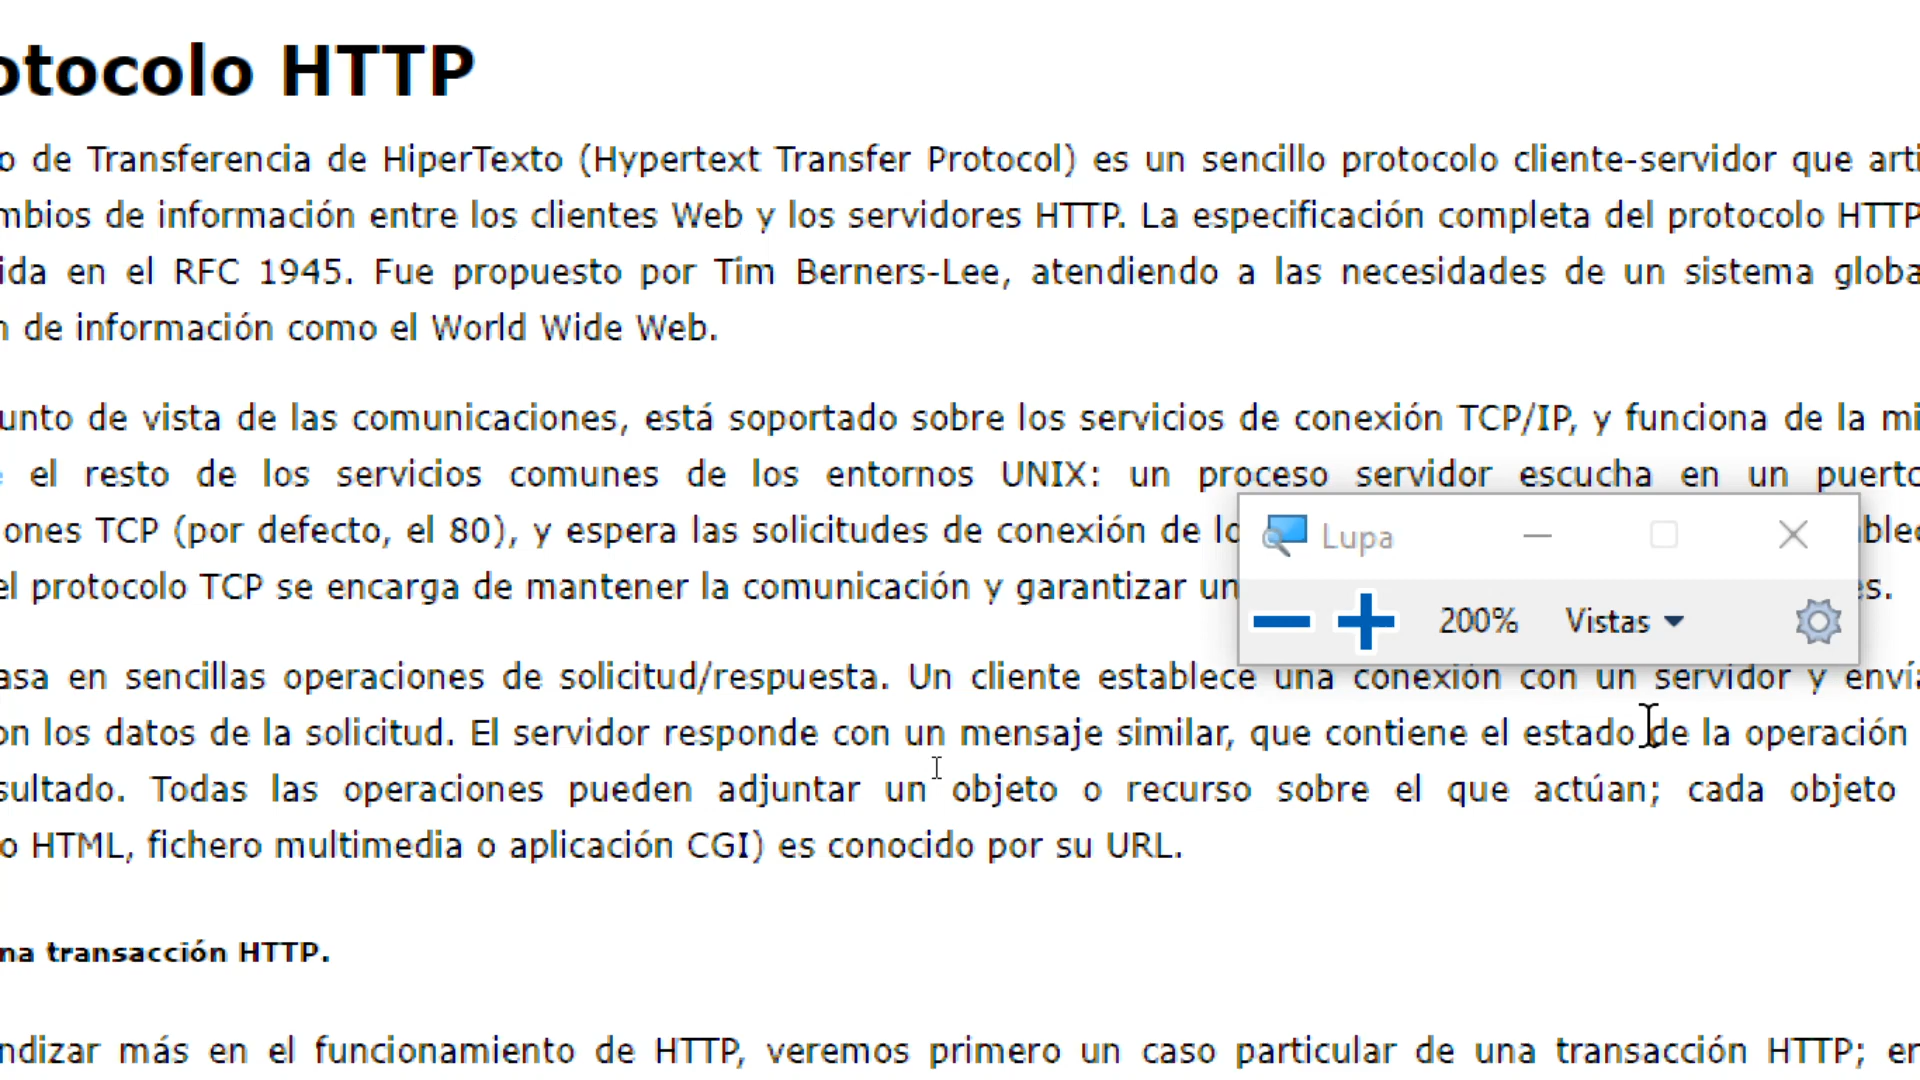 otocolo HTTP
o de Transferencia de HiperTexto (Hypertext Transfer Protocol) es un sencillo protocolo cliente-servidor que arti
mbios de información entre los clientes Web y los servidores HTTP. La especificación completa del protocolo HTTP
ida en el RFC 1945. Fue propuesto por Tim Berners-Lee, atendiendo a las necesidades de un sistema globa
n de información como el World Wide Web.
unto de vista de las comunicaciones, está soportado sobre los servicios de conexión TCP/IP, y funciona de la mi
el resto de los servicios comunes de los entornos UNIX: un proceso servidor escucha en un puerto
iones TCP (por defecto, el 80), y espera las solicitudes de conexión de lo
el protocolo TCP se encarga de mantener la comunicación y garantizar un es.
Lupa
200% Vistas
asa en sencillas operaciones de solicitud/respuesta. Un cliente establece una conexión con un servidor y envía
on los datos de la solicitud. El servidor responde con un mensaje similar, que contiene el estado de la operación
sultado. Todas las operaciones pueden adjuntar un objeto o recurso sobre el que actúan; cada objeto
o HTML, fichero multimedia o aplicación CGI) es conocido por su URL.
na transacción HTTP.
ndizar más en el funcionamiento de HTTP, veremos primero un caso particular de una transacción HTTP; en